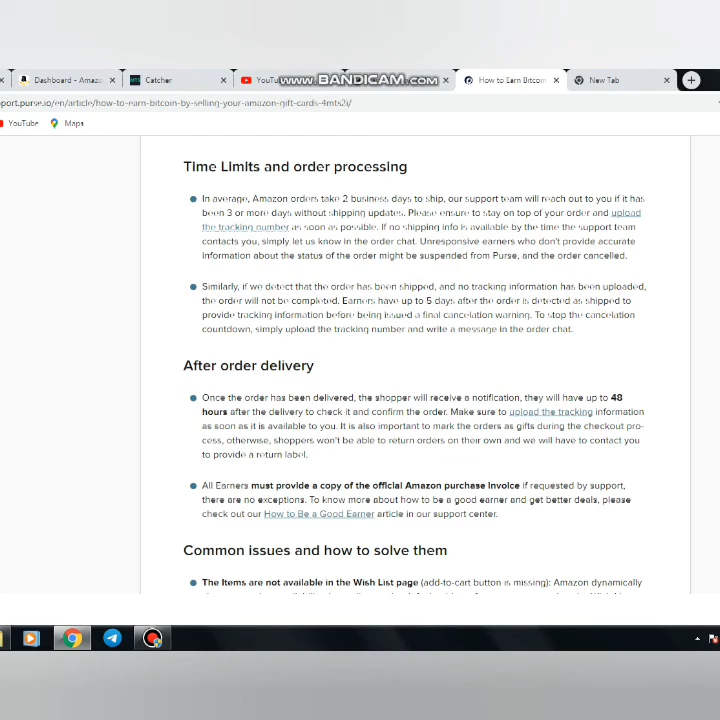 Dashboard - Amazo
Catcher
YouTu
www.BANDICAM.com
How to Earn Bitcoin
New Tab
port.purse.io/en/article/how-to-earn-bitcoin-by-selling-your-amazon-gift-cards-4mts2i/
YouTube
Maps
Time Limits and order processing
In average, Amazon orders take 2 business days to ship, our support team will reach out to you if it has
been 3 or more days without shipping updates. Please ensure to stay on top of your order and upload
the tracking number as soon as possible. If no shipping info is available by the time the support team
contacts you, simply let us know in the order chat. Unresponsive earners who don't provide accurate
information about the status of the order might be suspended from Purse, and the order cancelled.
Similarly, if we detect that the order has been shipped, and no tracking information has been uploaded,
the order will not be completed. Earners have up to 5 days after the order is detected as shipped to
provide tracking information before being issued a final cancelation warning. To stop the cancelation
countdown, simply upload the tracking number and write a message in the order chat.
After order delivery
Once the order has been delivered, the shopper will receive a notification, they will have up to 48
hours after the delivery to check it and confirm the order. Make sure to upload the tracking information
as soon as it is available to you. It is also important to mark the orders as gifts during the checkout pro-
cess, otherwise, shoppers won't be able to return orders on their own and we will have to contact you
to provide a return label.
All Earners must provide a copy of the official Amazon purchase invoice if requested by support,
there are no exceptions. To know more about how to be a good earner and get better deals, please
check out our How to Be a Good Earner article in our support center.
Common issues and how to solve them
The Items are not available in the Wish List page (add-to-cart button is missing): Amazon dynamically